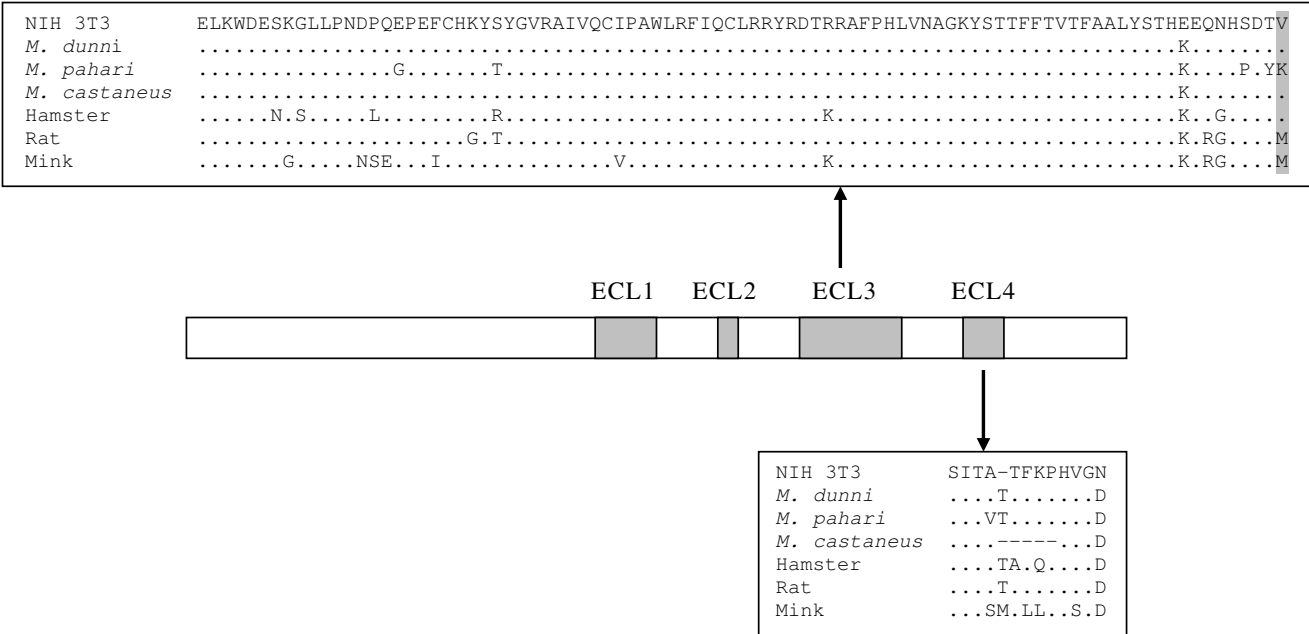 NIH 3T3 ELKWDESKGLLPNDPQEPEFCHKYSYGVRAIVQCIPAWLRFIQCLRRYRDTRRAFPHLVNAGKYSTTFFTVTFAALYSTHEEQNHSDTV
M. dunni ................................................................................K........
M. pahari ................G.......T.......................................................K....P.YK
M. castaneus ................................................................................K........
Hamster ......N.S.....L.........R..........................K............................K..G.....
Rat ......................G.T.......................................................K.RG....M
Mink .......G.....NSE...I..............V................K............................K.RG....M
ECL1 ECL2 ECL3 ECL4
NIH 3T3 SITA-TFKPHVGN
M. dunni ....T.......D
M. pahari ...VT.......D
M. castaneus ....-----...D
Hamster ....TA.Q....D
Rat ....T.......D
Mink ...SM.LL..S.D